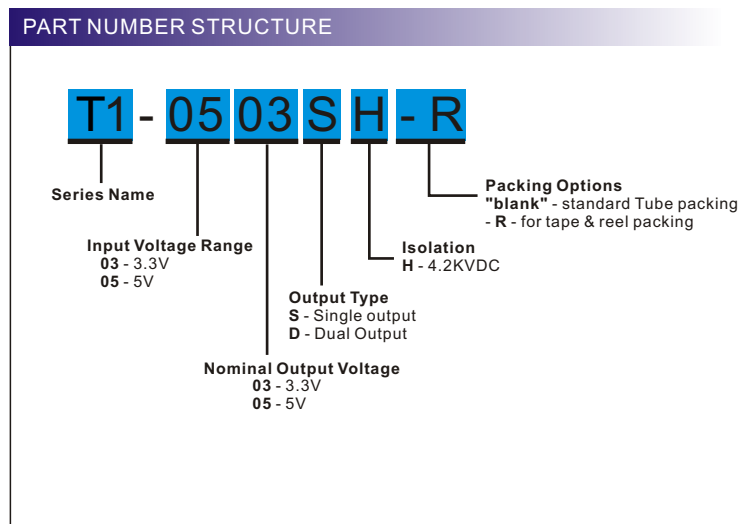 PART NUMBER STRUCTURE
T1 - 05 03 S H - R
Series Name
Packing Options
"blank" - standard Tube packing
- R - for tape & reel packing
Input Voltage Range
03 - 3.3V
05 - 5V
Isolation
H - 4.2KVDC
Output Type
S - Single output
D - Dual Output
Nominal Output Voltage
03 - 3.3V
05 - 5V